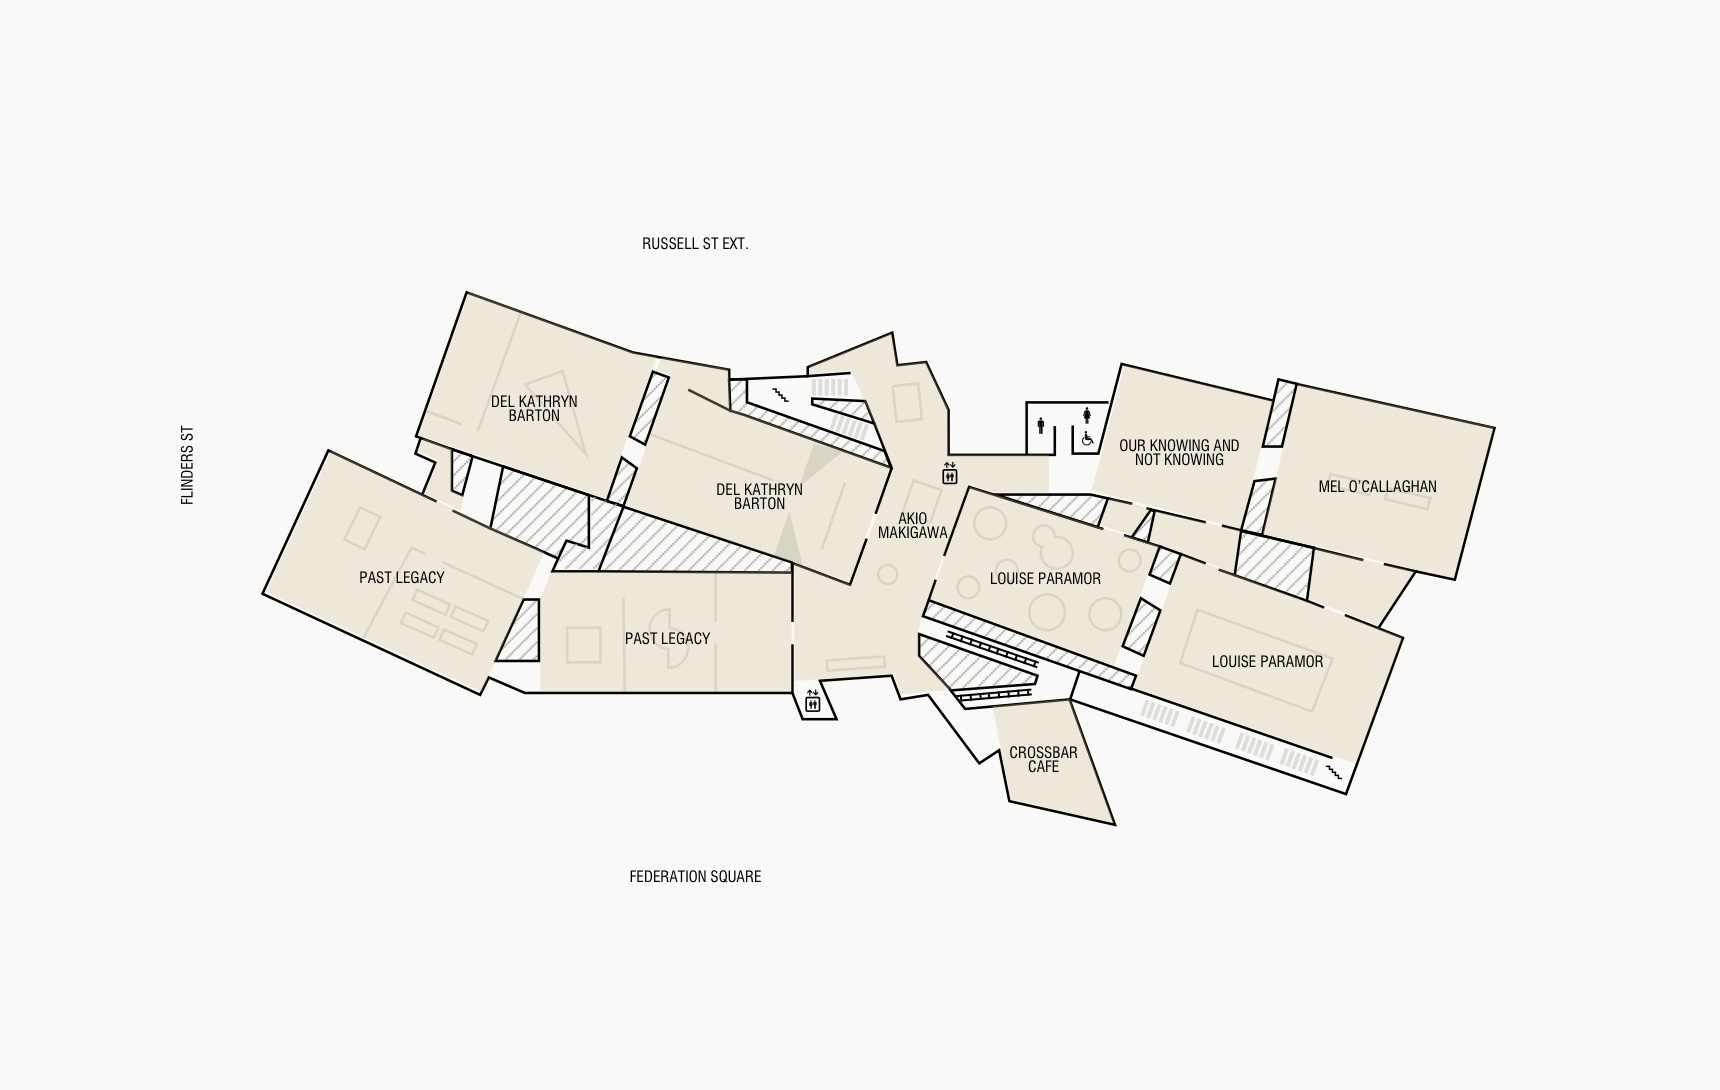 RUSSELL ST EXT.
FLINDERS ST
DEL KATHRYN
BARTON
DEL KATHRYN
BARTON
AKIO
MAKIGAWA
OUR KNOWING AND
NOT KNOWING
MEL O'CALLAGHAN
PAST LEGACY
PAST LEGACY
LOUISE PARAMOR
LOUISE PARAMOR
CROSSBAR
CAFE
FEDERATION SQUARE